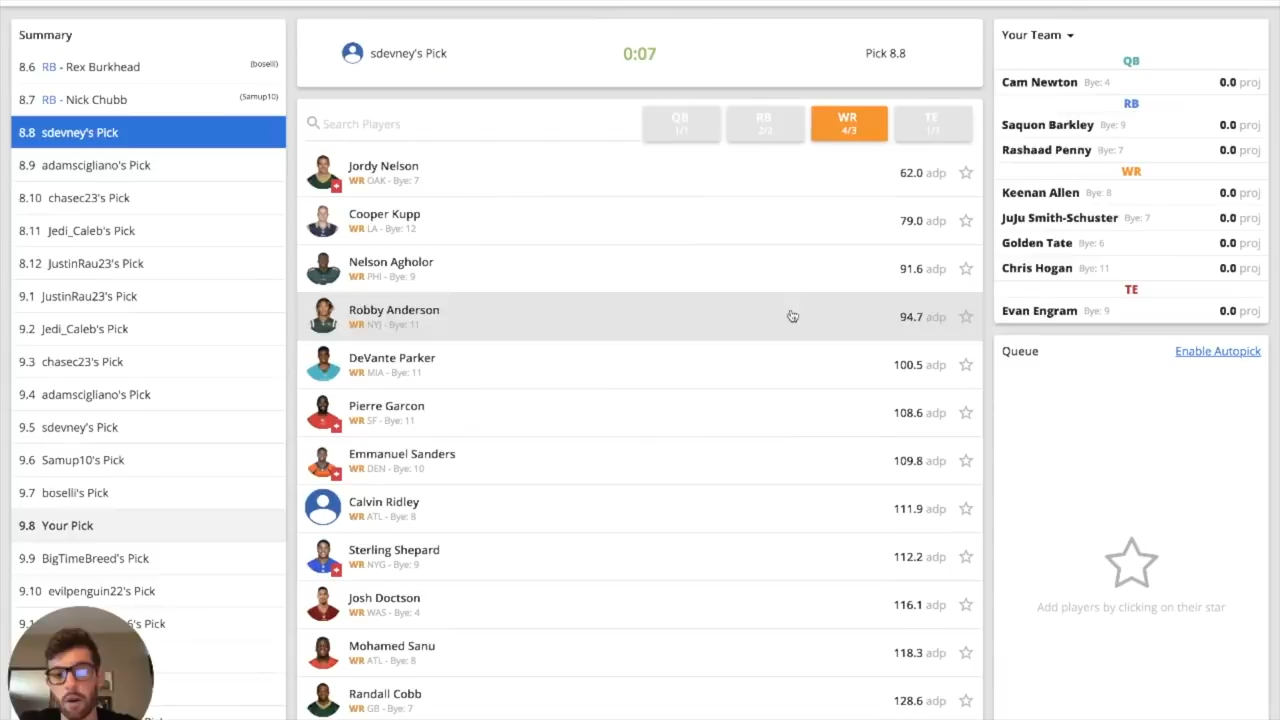 Summary
8.6 RB - Rex Burkhead (boselli)
8.7 RB - Nick Chubb (Samup10)
8.8 sdevney's Pick
8.9 adamscigliano's Pick
8.10 chasec23's Pick
8.11 Jedi_Caleb's Pick
8.12 JustinRau23's Pick
9.1 JustinRau23's Pick
9.2 Jedi_Caleb's Pick
9.3 chasec23's Pick
9.4 adamscigliano's Pick
9.5 sdevney's Pick
9.6 Samup10's Pick
9.7 boselli's Pick
9.8 Your Pick
9.9 BigTimeBreed's Pick
9.10 evilpenguin22's Pick
sdevney's Pick
0:07
Pick 8.8
Search Players
QB
1/1
RB
2/2
WR
4/3
TE
1/1
Jordy Nelson
WR OAK - Bye: 7
62.0 adp
Cooper Kupp
WR LA - Bye: 12
79.0 adp
Nelson Agholor
WR PHI - Bye: 9
91.6 adp
Robby Anderson
WR NYJ - Bye: 11
94.7 adp
DeVante Parker
WR MIA - Bye: 11
100.5 adp
Pierre Garcon
WR SF - Bye: 11
108.6 adp
Emmanuel Sanders
WR DEN - Bye: 10
109.8 adp
Calvin Ridley
WR ATL - Bye: 8
111.9 adp
Sterling Shepard
WR NYG - Bye: 9
112.2 adp
Josh Doctson
WR WAS - Bye: 4
116.1 adp
Mohamed Sanu
WR ATL - Bye: 8
118.3 adp
Randall Cobb
WR GB - Bye: 7
128.6 adp
Your Team
QB
Cam Newton Bye: 4 0.0 proj
RB
Saquon Barkley Bye: 9 0.0 proj
Rashaad Penny Bye: 7 0.0 proj
WR
Keenan Allen Bye: 8 0.0 proj
JuJu Smith-Schuster Bye: 7 0.0 proj
Golden Tate Bye: 6 0.0 proj
Chris Hogan Bye: 11 0.0 proj
TE
Evan Engram Bye: 9 0.0 proj
Queue
Enable Autopick
Add players by clicking on their star